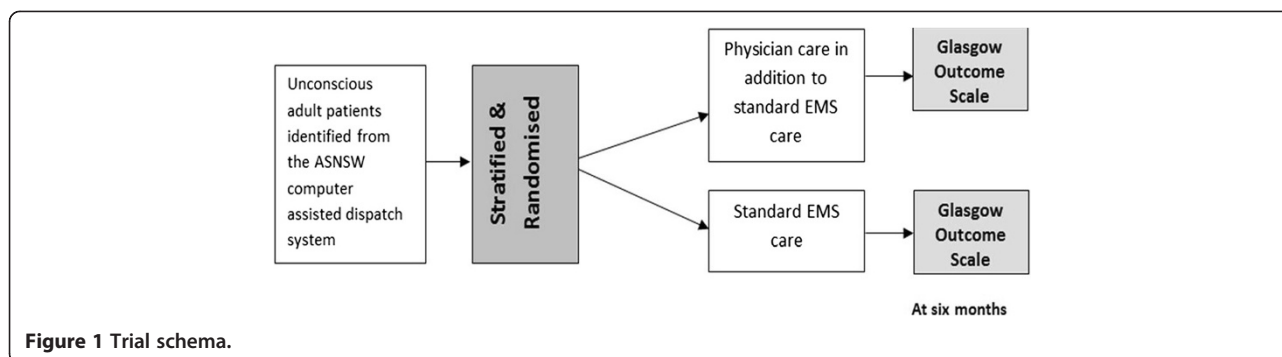 Unconscious
adult patients
identified from
the ASNSW
computer
assisted dispatch
system
Stratified &
Randomised
Physician care in
addition to
standard EMS
care
Glasgow
Outcome
Scale
Standard EMS
care
Glasgow
Outcome
Scale
At six months
Figure 1 Trial schema.